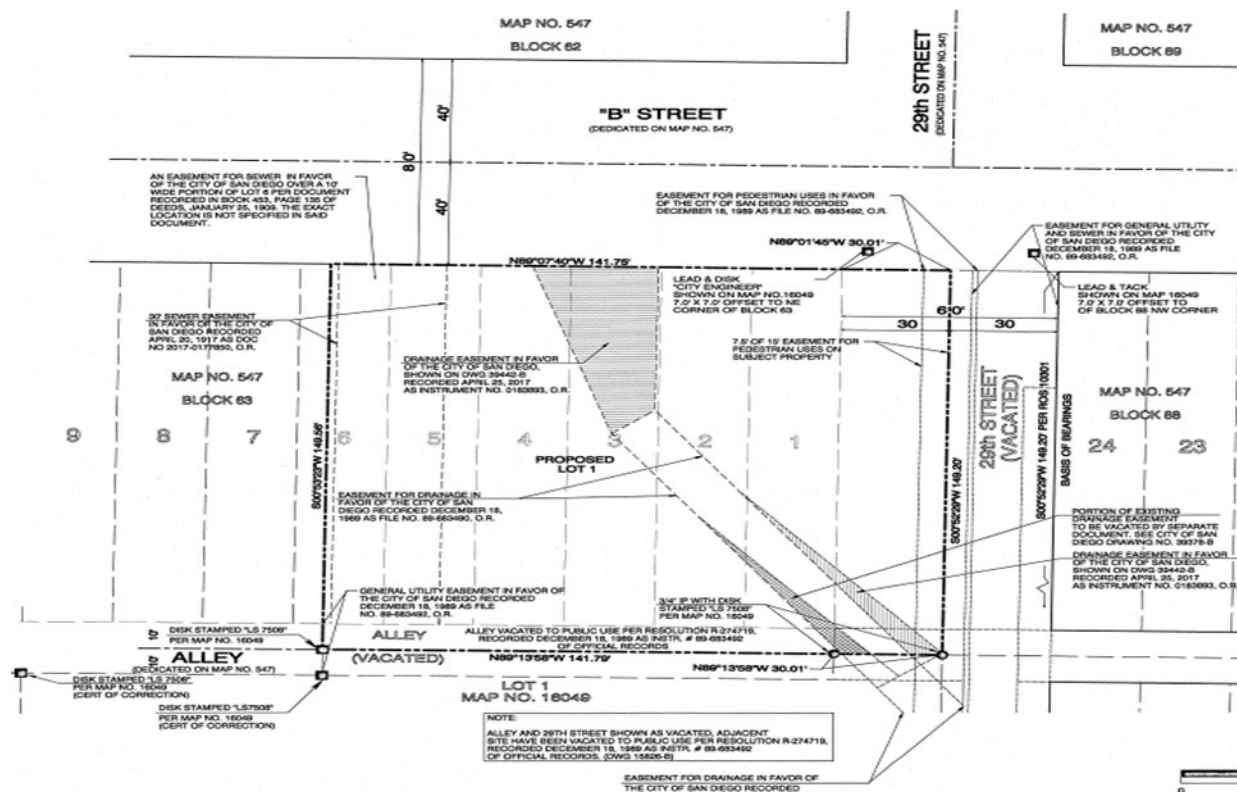 MAP NO. 547
BLOCK 62
29th STREET
(DEDICATED ON MAP NO. 547)
MAP NO. 547
BLOCK 89
"B" STREET
(DEDICATED ON MAP NO. 547)
40'
80'
40'
AN EASEMENT FOR SEWER IN FAVOR
OF THE CITY OF SAN DIEGO OVER A 10'
WIDE PORTION OF LOT 6 PER DOCUMENT
RECORDED IN BOOK 453, PAGE 135 OF
DEEDS, JANUARY 25, 1909. THE EXACT
LOCATION IS NOT SPECIFIED IN SAID
DOCUMENT.
EASEMENT FOR PEDESTRIAN USES IN FAVOR
OF THE CITY OF SAN DIEGO RECORDED
DECEMBER 18, 1989 AS FILE NO. 89-683492, O.R.
EASEMENT FOR GENERAL UTILITY
AND SEWER IN FAVOR OF THE CITY
OF SAN DIEGO RECORDED
DECEMBER 18, 1989 AS FILE
NO. 89-683492, O.R.
N89°01'45"W 30.01'
N89°07'40"W 141.75'
LEAD & DISK
"CITY ENGINEER"
SHOWN ON MAP NO.16049
7.0' X 7.0' OFFSET TO NE
CORNER OF BLOCK 63
LEAD & TACK
SHOWN ON MAP 16049
7.0' X 7.0' OFFSET TO
OF BLOCK 88 NW CORNER
60'
30
30
30' SEWER EASEMENT
IN FAVOR OF THE CITY OF
SAN DIEGO RECORDED
APRIL 20, 1917 AS DOC
NO 2017-0177850, O.R.
7.5' OF 15' EASEMENT FOR
PEDESTRIAN USES ON
SUBJECT PROPERTY
DRAINAGE EASEMENT IN FAVOR
OF THE CITY OF SAN DIEGO,
SHOWN ON DWG 39442-B
RECORDED APRIL 25, 2017
AS INSTRUMENT NO. 0183693, O.R.
MAP NO. 547
BLOCK 63
MAP NO. 547
BLOCK 88
S00°53'23"W 149.56'
S00°52'29"W 149.20'
29th STREET
(VACATED)
S00°52'29"W 149.20' PER ROS 10301
BASIS OF BEARINGS
9 8 7 6 5 4 3 2 1 24 23
PROPOSED
LOT 1
EASEMENT FOR DRAINAGE IN
FAVOR OF THE CITY OF SAN
DIEGO RECORDED DECEMBER 18,
1989 AS FILE NO. 89-683490, O.R.
PORTION OF EXISTING
DRAINAGE EASEMENT
TO BE VACATED BY SEPARATE
DOCUMENT. SEE CITY OF SAN
DIEGO DRAWING NO. 39376-B
DRAINAGE EASEMENT IN FAVOR
OF THE CITY OF SAN DIEGO,
SHOWN ON DWG 39442-B
RECORDED APRIL 25, 2017
AS INSTRUMENT NO. 0183693, O.R.
GENERAL UTILITY EASEMENT IN FAVOR OF
THE CITY OF SAN DIEGO RECORDED
DECEMBER 18, 1989 AS FILE
NO. 89-683492, O.R.
3/4" IP WITH DISK
STAMPED "LS 7508"
PER MAP NO. 16049
DISK STAMPED "LS 7508"
PER MAP NO. 16049
10'
10'
ALLEY
(VACATED)
ALLEY VACATED TO PUBLIC USE PER RESOLUTION R-274719,
RECORDED DECEMBER 18, 1989 AS INSTR. # 89-683492
OF OFFICIAL RECORDS
ALLEY
(DEDICATED ON MAP NO. 547)
N89°13'58"W 141.79'
N89°13'58"W 30.01'
DISK STAMPED "LS 7508"
PER MAP NO. 16049
(CERT OF CORRECTION)
LOT 1
MAP NO. 16049
DISK STAMPED "LS7508"
PER MAP NO. 16049
(CERT OF CORRECTION)
NOTE:
ALLEY AND 29TH STREET SHOWN AS VACATED, ADJACENT
SITE HAVE BEEN VACATED TO PUBLIC USE PER RESOLUTION R-274719,
RECORDED DECEMBER 18, 1989 AS INSTR. # 89-683492
OF OFFICIAL RECORDS. (DWG 15826-B)
EASEMENT FOR DRAINAGE IN FAVOR OF
THE CITY OF SAN DIEGO RECORDED
0